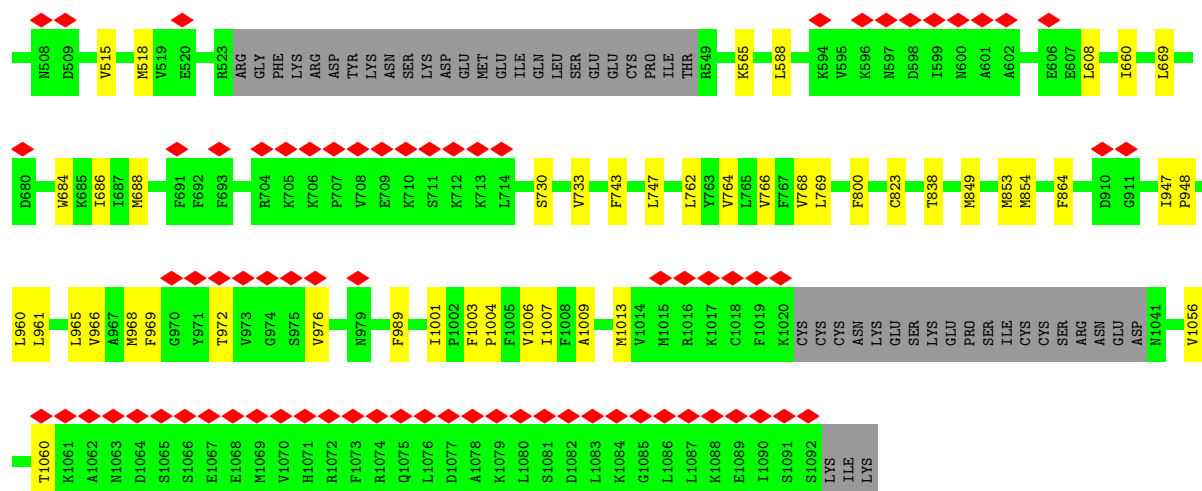 N508 D509 V515 M518 V519 E520 R523 ARG GLY PHE LYS ARG ASP TYR LYS ASN SER LYS ASP GLU MET GLU ILE GLN LEU SER GLU GLU CYS PRO ILE THR R549 K565 L588 K594 V595 K596 N597 D598 I599 N600 A601 A602 E606 E607 L608 I660 L669
D680 W684 K685 I686 I687 M688 F691 F692 F693 R704 K705 K706 P707 V708 E709 K710 S711 K712 K713 L714 S730 V733 F743 L747 L762 Y763 V764 L765 V766 F767 V768 L769 F800 C823 T838 M849 M853 M854 F864 D910 G911 I947 P948
L960 L961 L965 V966 A967 M968 F969 G970 Y971 T972 V973 G974 S975 V976 N979 F989 I1001 P1002 F1003 P1004 F1005 V1006 I1007 F1008 A1009 M1013 V1014 M1015 R1016 K1017 C1018 F1019 K1020 CYS CYS CYS ASN LYS GLU SER LYS GLU PRO SER ILE CYS CYS SER ARG ASN GLU ASP N1041 V1056
T1060 K1061 A1062 N1063 D1064 S1065 S1066 E1067 E1068 M1069 V1070 H1071 R1072 F1073 R1074 Q1075 L1076 D1077 A1078 K1079 L1080 S1081 D1082 L1083 K1084 G1085 L1086 L1087 K1088 E1089 I1090 S1091 S1092 LYS ILE LYS